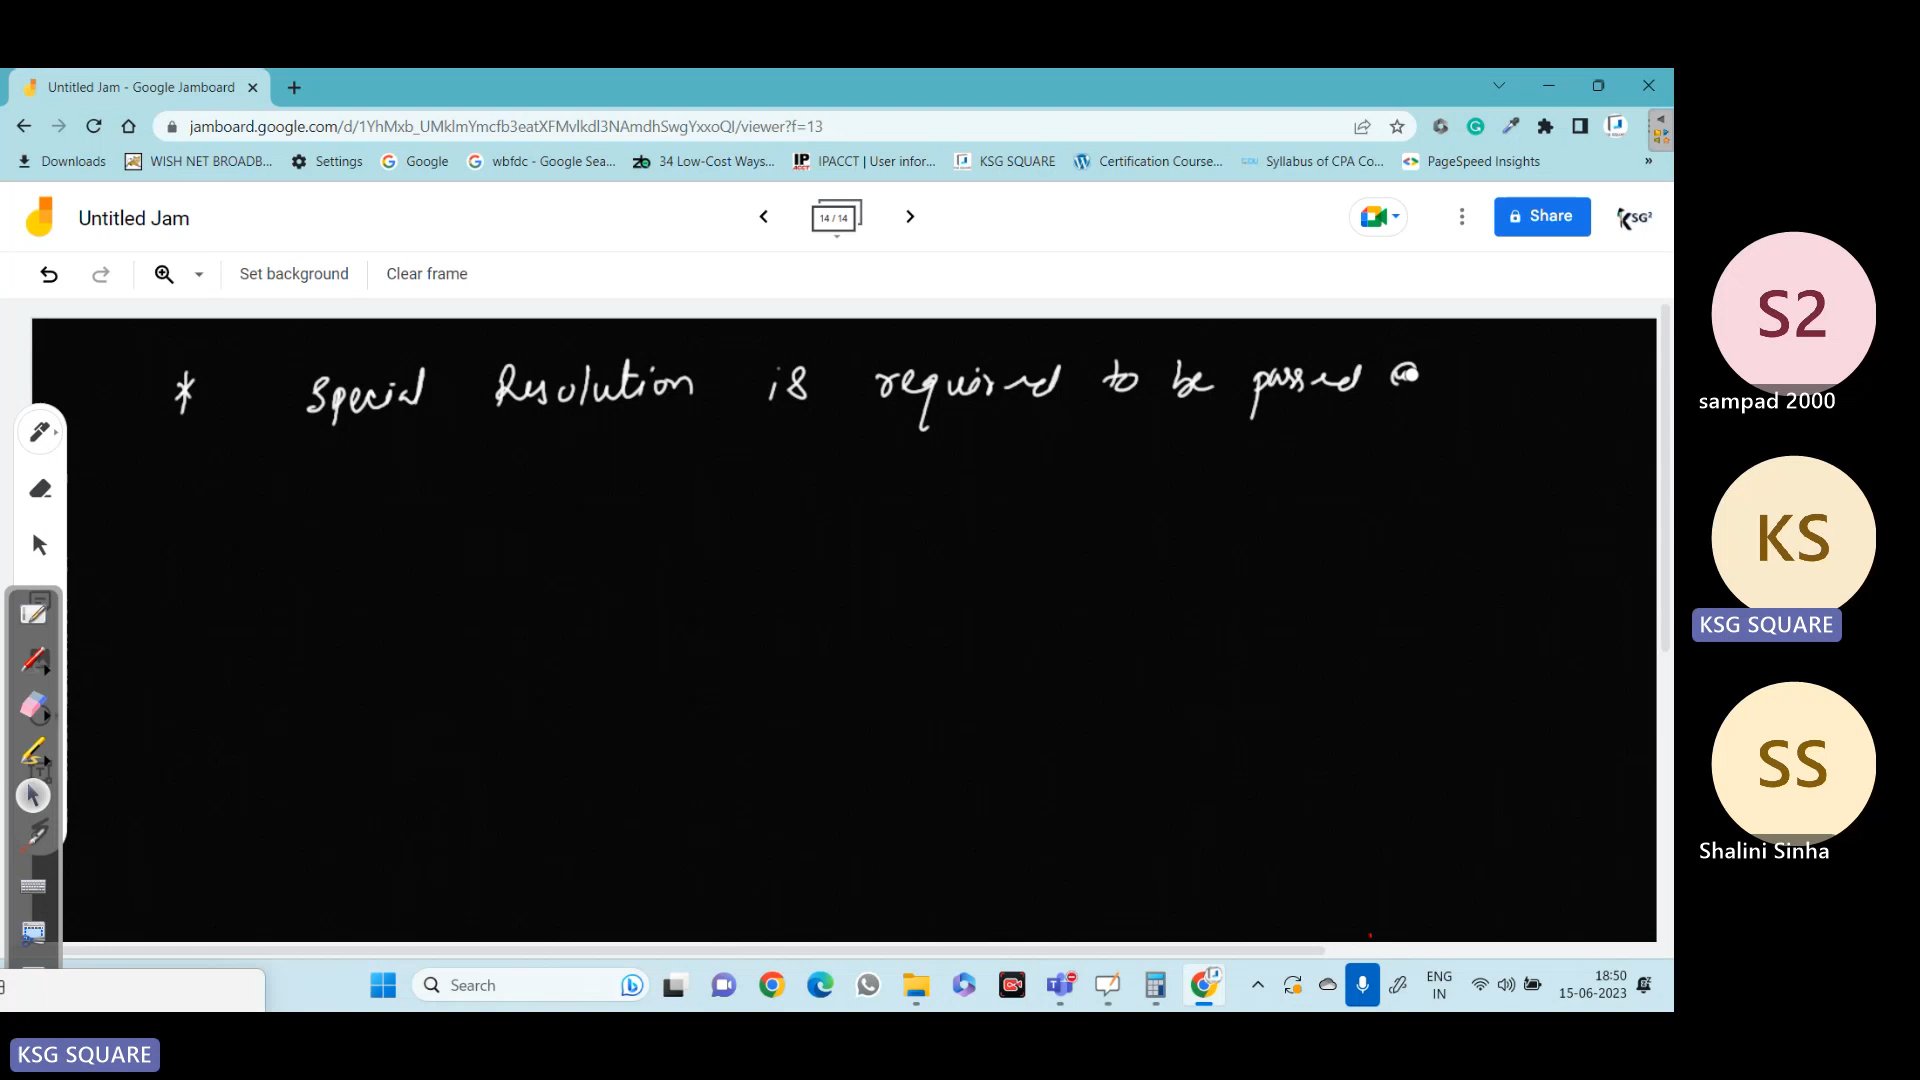 Untitled Jam - Google Jamboard
jamboard.google.com/d/1YhMxb_UMklmYmcfb3eatXFMvlkdl3NAmdhSwgYxxoQI/viewer?f=13
Downloads WISH NET BROADB... Settings Google wbfdc - Google Sea... 34 Low-Cost Ways... IPACCT | User infor... KSG SQUARE Certification Course... Syllabus of CPA Co... PageSpeed Insights »
Untitled Jam 14 / 14 Share KSG²
Set background Clear frame
* Special Resolution is required to be passed
S2
sampad 2000
KS
KSG SQUARE
SS
Shalini Sinha
Search
ENG
IN
18:50
15-06-2023
KSG SQUARE